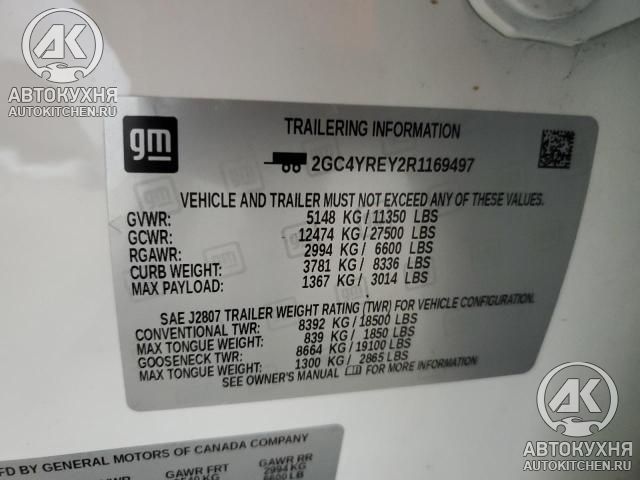 АК
АВТОКУХНЯ
AUTOKITCHEN.RU
gm
TRAILERING INFORMATION
2GC4YREY2R1169497
VEHICLE AND TRAILER MUST NOT EXCEED ANY OF THESE VALUES.
GVWR: 5148 KG/11350 LBS
GCWR: 12474 KG/27500 LBS
RGAWR: 2994 KG/ 6600 LBS
CURB WEIGHT: 3781 KG/ 8336 LBS
MAX PAYLOAD: 1367 KG/ 3014 LBS
SAE J2807 TRAILER WEIGHT RATING (TWR) FOR VEHICLE CONFIGURATION.
CONVENTIONAL TWR: 8392 KG/18500 LBS
MAX TONGUE WEIGHT: 839 KG/ 1850 LBS
GOOSENECK TWR: 8664 KG/19100 LBS
MAX TONGUE WEIGHT: 1300 KG/ 2865 LBS
SEE OWNER'S MANUAL FOR MORE INFORMATION
FD BY GENERAL MOTORS OF CANADA COMPANY
GAWR FRT GAWR RR
2994 KG
6600 LB
АК
АВТОКУХНЯ
AUTOKITCHEN.RU